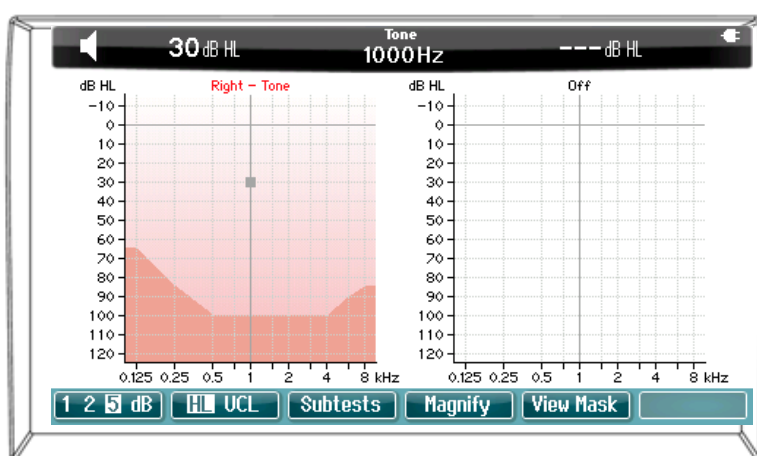 30 dB HL
Tone
1000Hz
--- dB HL
dB HL
Right - Tone
-10
0
10
20
30
40
50
60
70
80
90
100
110
120
0.125 0.25 0.5 1 2 4 8 kHz
dB HL
Off
-10
0
10
20
30
40
50
60
70
80
90
100
110
120
0.125 0.25 0.5 1 2 4 8 kHz
1 2 5 dB
HL UCL
Subtests
Magnify
View Mask